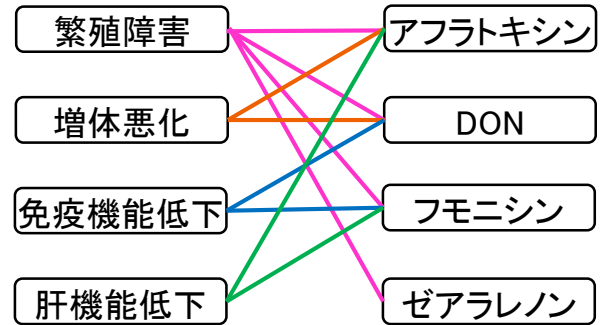 繁殖障害
増体悪化
免疫機能低下
肝機能低下
アフラトキシン
DON
フモニシン
ゼアラレノン